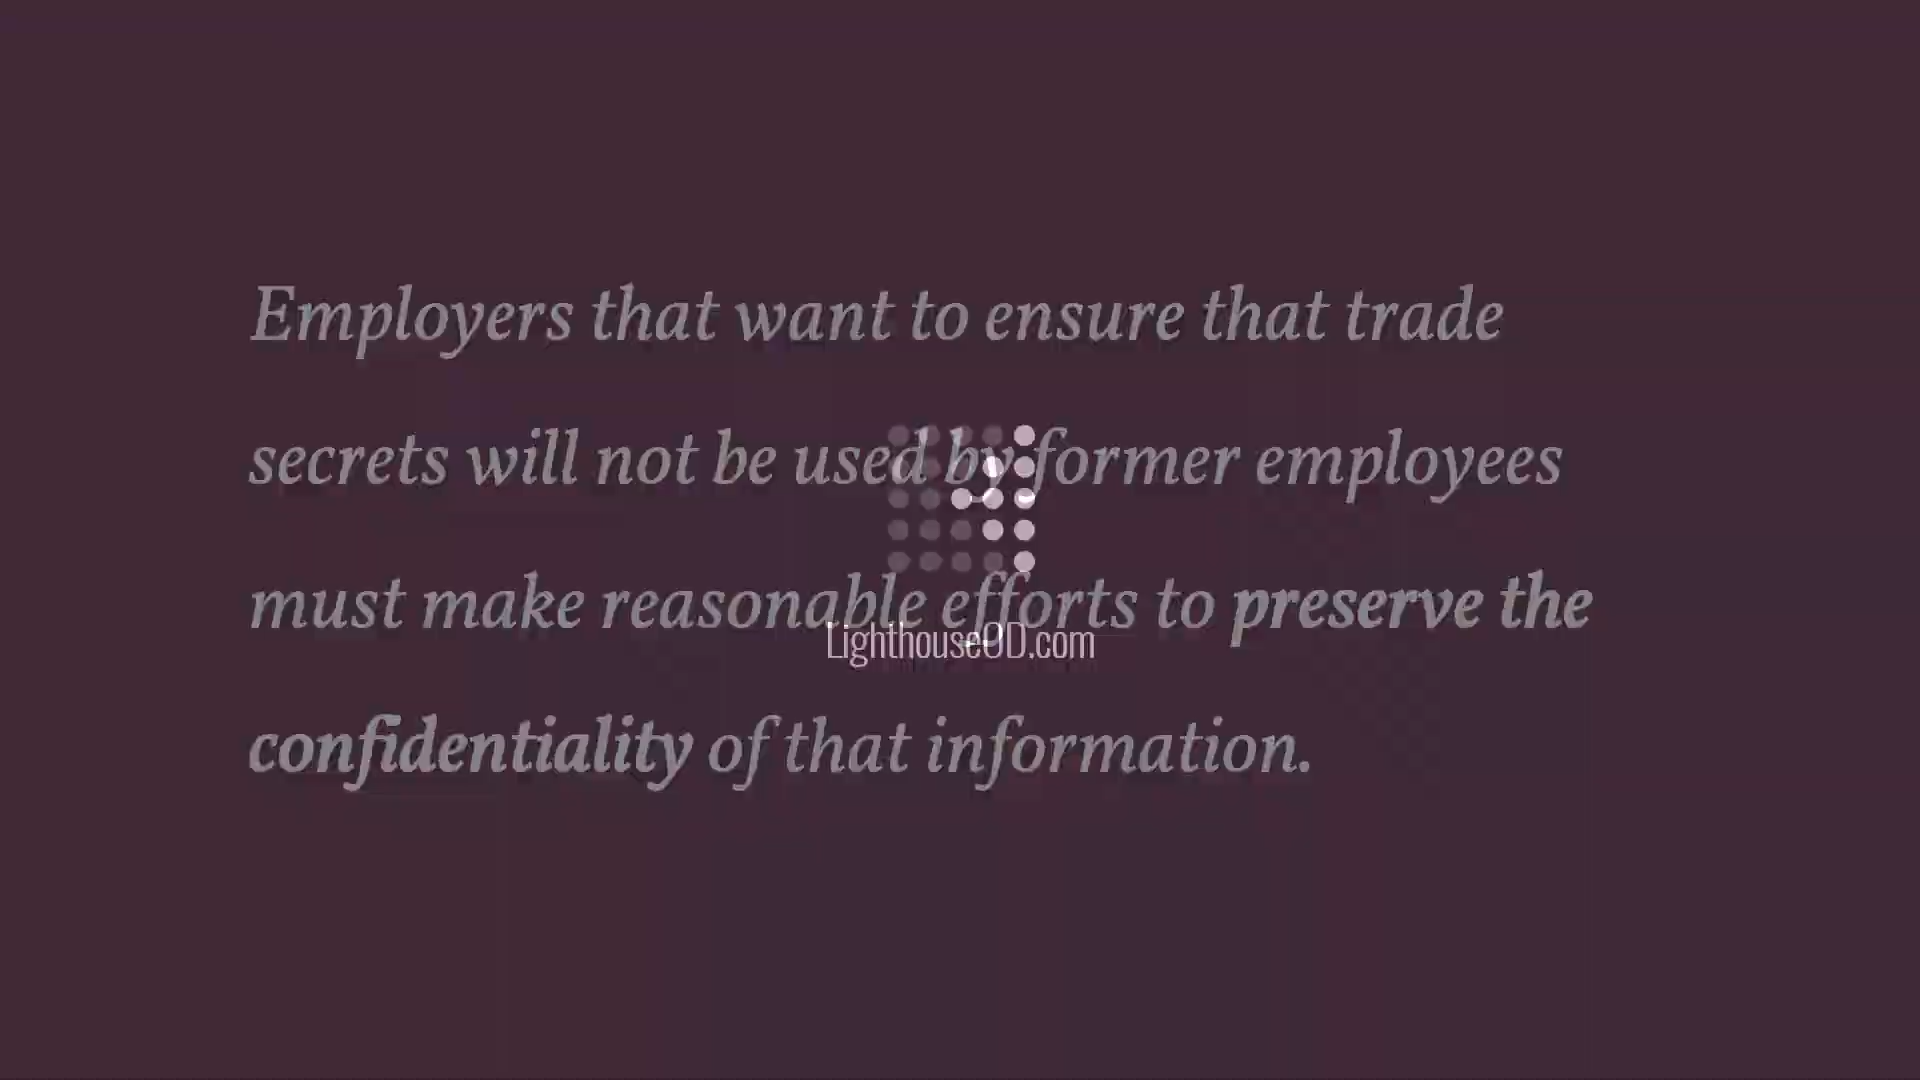 Employers that want to ensure that trade
secrets will not be used by former employees
must make reasonable efforts to preserve the
LighthouseOD.com
confidentiality of that information.